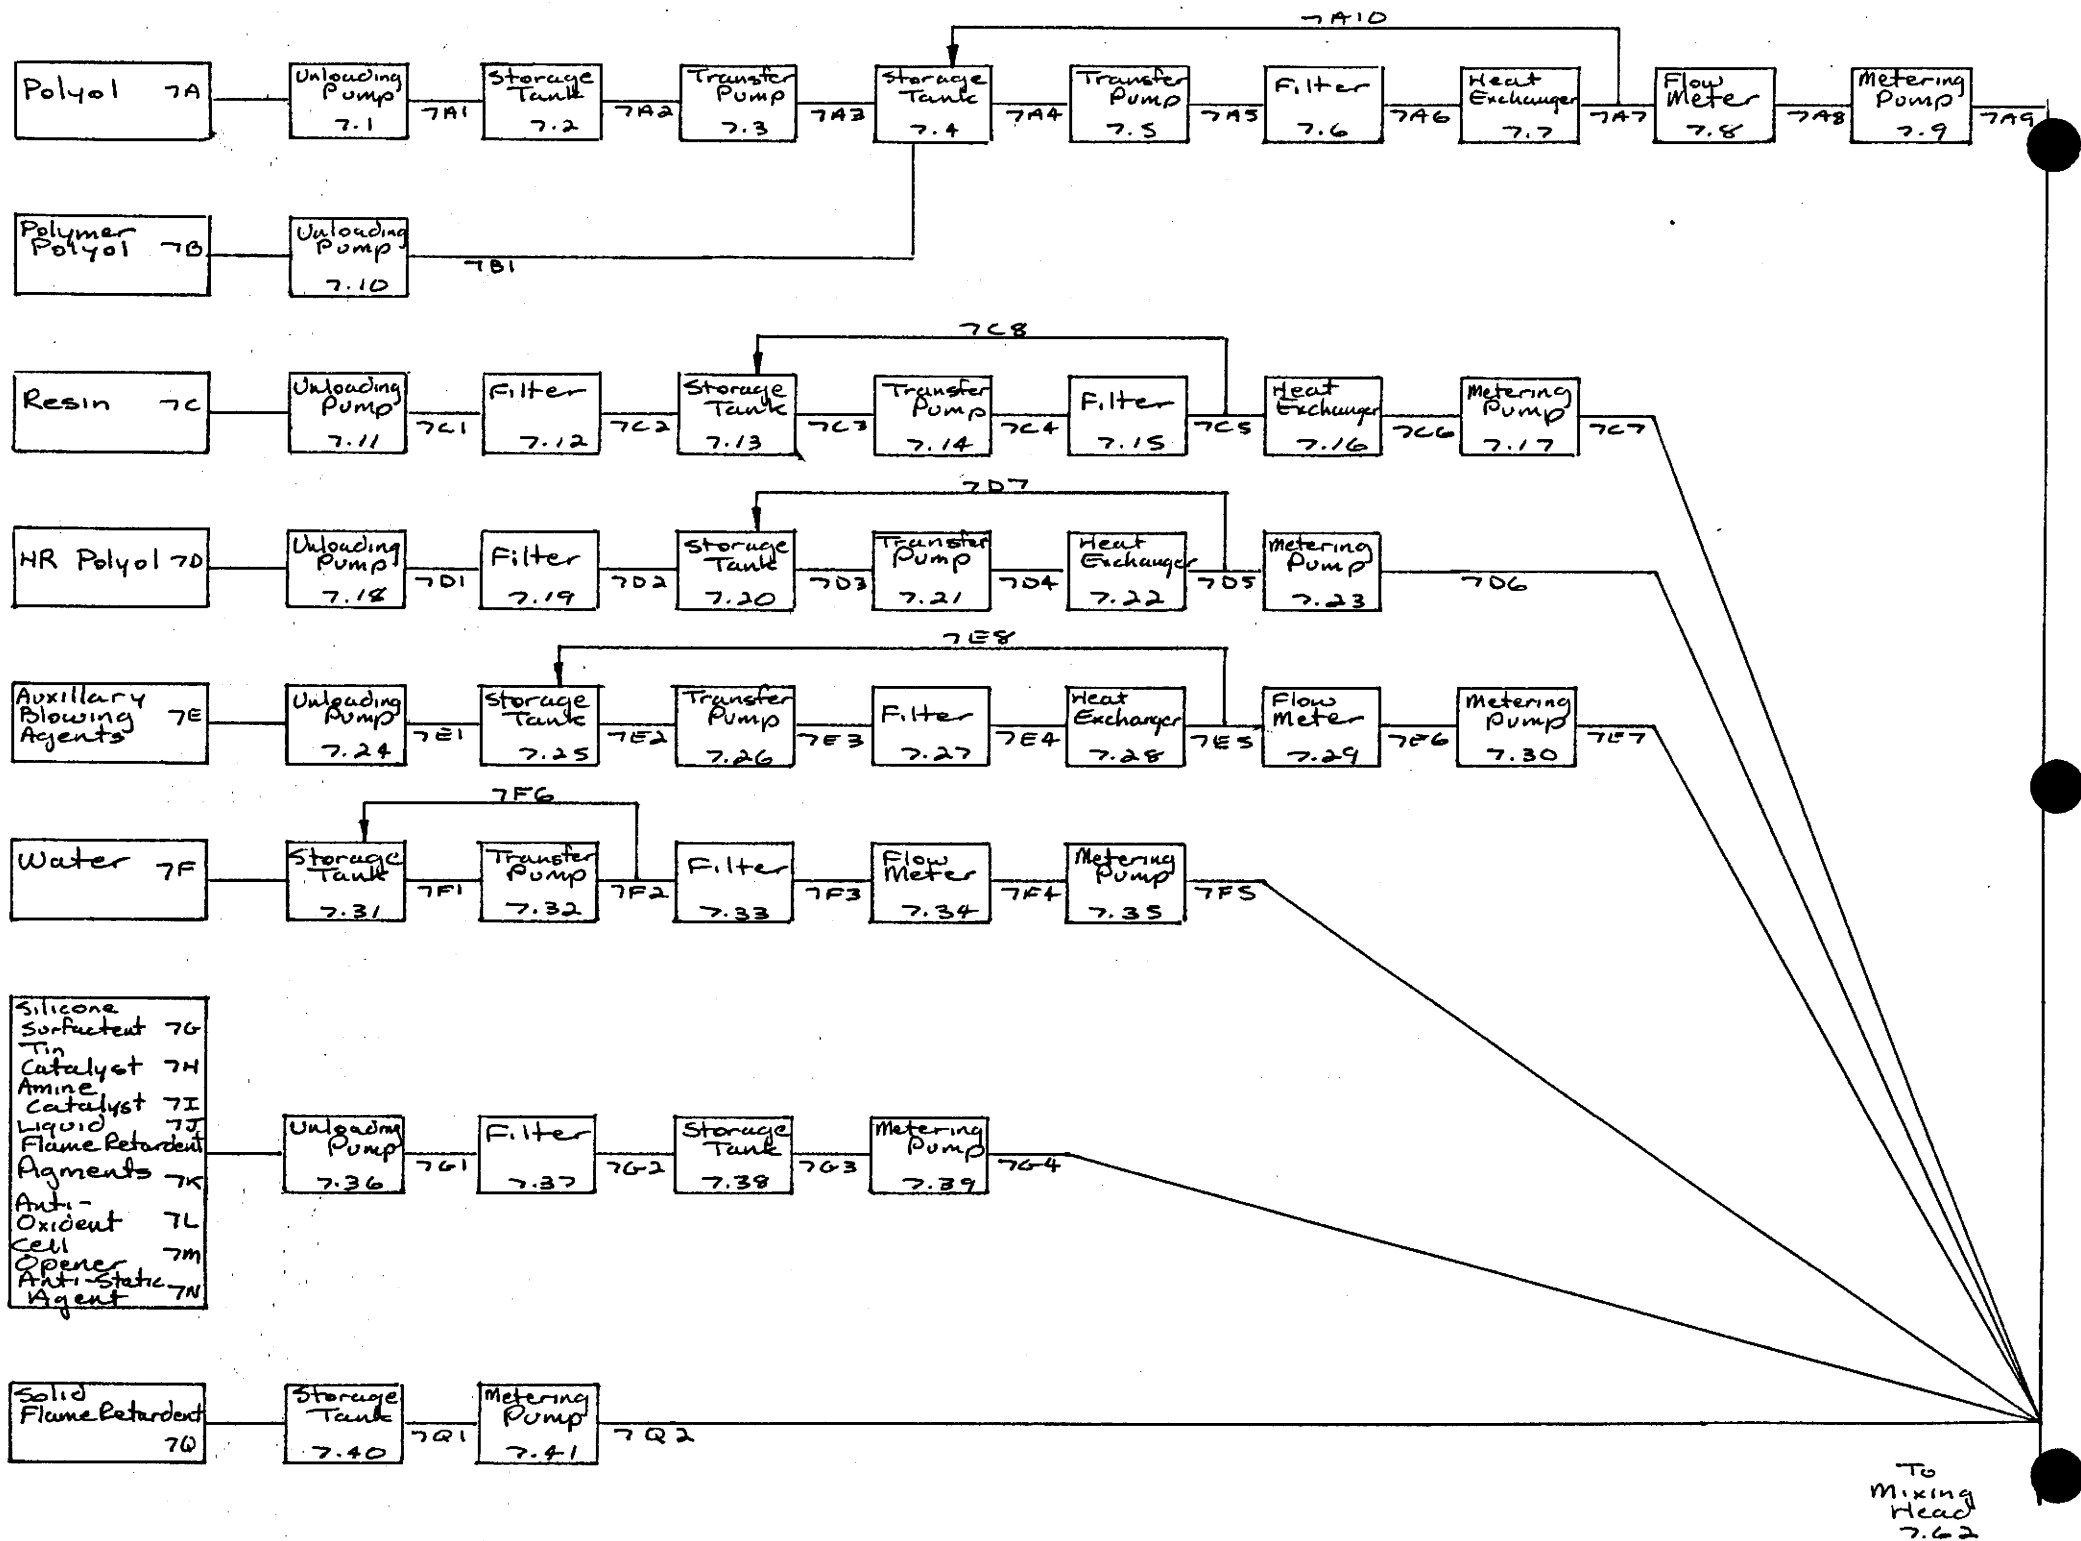 7A10
Polyol 7A
Unloading
Pump
7.1
7A1
Storage
Tank
7.2
7A2
Transfer
Pump
7.3
7A3
Storage
Tank
7.4
7A4
Transfer
Pump
7.5
7A5
Filter
7.6
7A6
Heat
Exchanger
7.7
7A7
Flow
Meter
7.8
7A8
Metering
Pump
7.9
7A9
Polymer
Polyol 7B
Unloading
Pump
7.10
7B1
7C8
Resin 7C
Unloading
Pump
7.11
7C1
Filter
7.12
7C2
Storage
Tank
7.13
7C3
Transfer
Pump
7.14
7C4
Filter
7.15
7C5
Heat
Exchanger
7.16
7C6
Metering
Pump
7.17
7C7
7D7
HR Polyol 7D
Unloading
Pump
7.18
7D1
Filter
7.19
7D2
Storage
Tank
7.20
7D3
Transfer
Pump
7.21
7D4
Heat
Exchanger
7.22
7D5
Metering
Pump
7.23
7D6
7E8
Auxillary
Blowing 7E
Agents
Unloading
Pump
7.24
7E1
Storage
Tank
7.25
7E2
Transfer
Pump
7.26
7E3
Filter
7.27
7E4
Heat
Exchanger
7.28
7E5
Flow
Meter
7.29
7E6
Metering
Pump
7.30
7E7
7F6
Water 7F
Storage
Tank
7.31
7F1
Transfer
Pump
7.32
7F2
Filter
7.33
7F3
Flow
Meter
7.34
7F4
Metering
Pump
7.35
7F5
Silicone
Surfactent 7G
Tin
Catalyst 7H
Amine
Catalyst 7I
Liquid 7J
Flame Retardent
Pigments 7K
Anti-
Oxident 7L
Cell
Opener 7M
Anti-Static
Agent 7N
Unloading
Pump
7.36
7G1
Filter
7.37
7G2
Storage
Tank
7.38
7G3
Metering
Pump
7.39
7G4
Solid
Flame Retardent
7Q
Storage
Tank
7.40
7Q1
Metering
Pump
7.41
7Q2
To
Mixing
Head
7.62